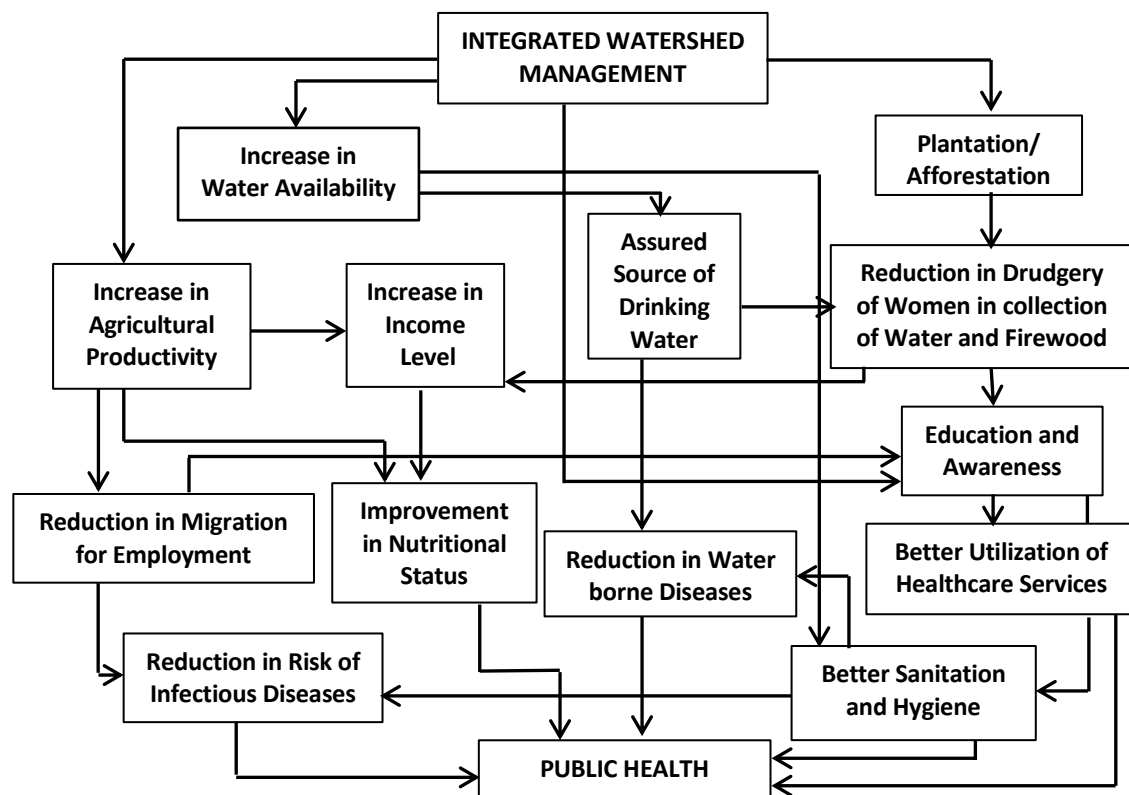 INTEGRATED WATERSHED
MANAGEMENT
Increase in
Water Availability
Plantation/
Afforestation
Assured
Source of
Drinking
Water
Increase in
Agricultural
Productivity
Increase in
Income
Level
Reduction in Drudgery
of Women in collection
of Water and Firewood
Education and
Awareness
Reduction in Migration
for Employment
Improvement
in Nutritional
Status
Reduction in Water
borne Diseases
Better Utilization of
Healthcare Services
Reduction in Risk of
Infectious Diseases
Better Sanitation
and Hygiene
PUBLIC HEALTH